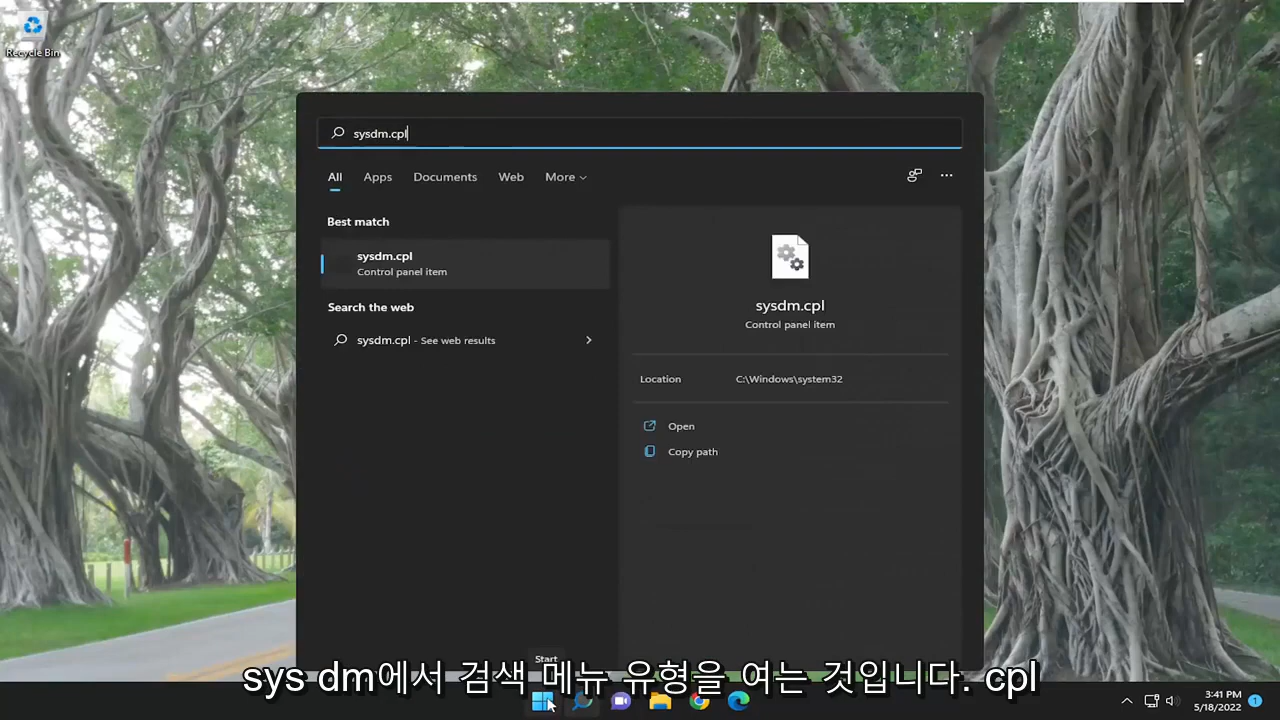 Recycle Bin
sysdm.cpl
All
Apps
Documents
Web
More
Best match
sysdm.cpl
Control panel item
Search the web
sysdm.cpl - See web results
sysdm.cpl
Control panel item
Location
C:\Windows\system32
Open
Copy path
Start
sys dm에서 검색 메뉴 유형을 여는 것입니다. cpl
3:41 PM
5/18/2022
1